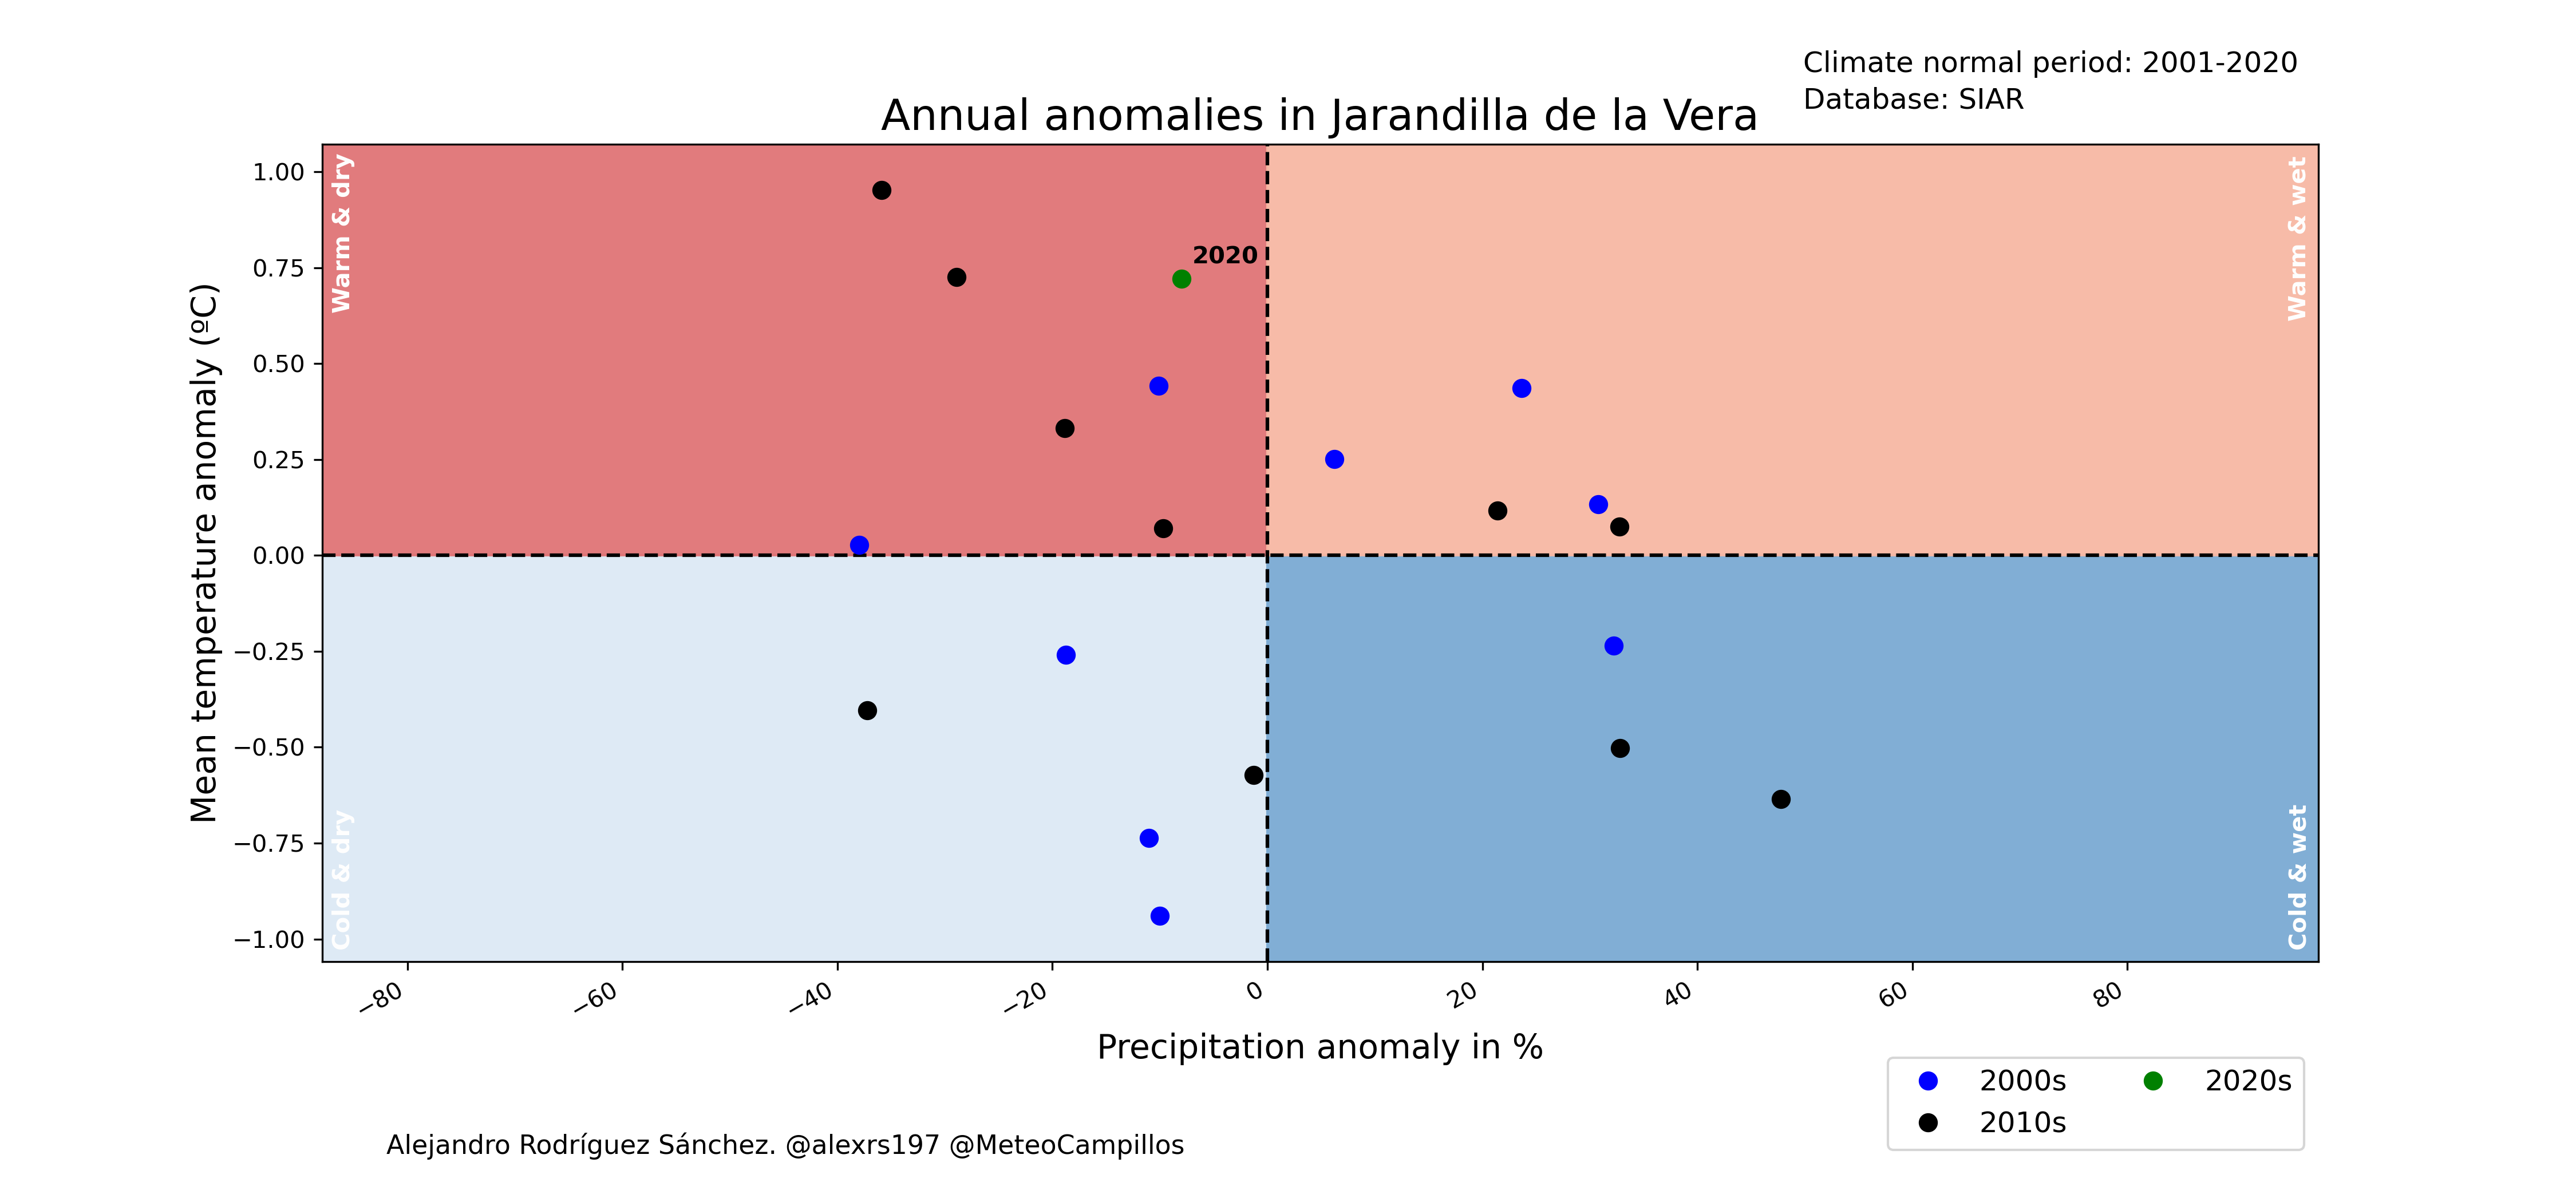 Climate normal period: 2001-2020
Database: SIAR
Annual anomalies in Jarandilla de la Vera
Warm & dry
Warm & wet
2020
Cold & dry
Cold & wet
Mean temperature anomaly (ºC)
1.00
0.75
0.50
0.25
0.00
−0.25
−0.50
−0.75
−1.00
−80
−60
−40
−20
0
20
40
60
80
Precipitation anomaly in %
2000s
2020s
2010s
Alejandro Rodríguez Sánchez. @alexrs197 @MeteoCampillos